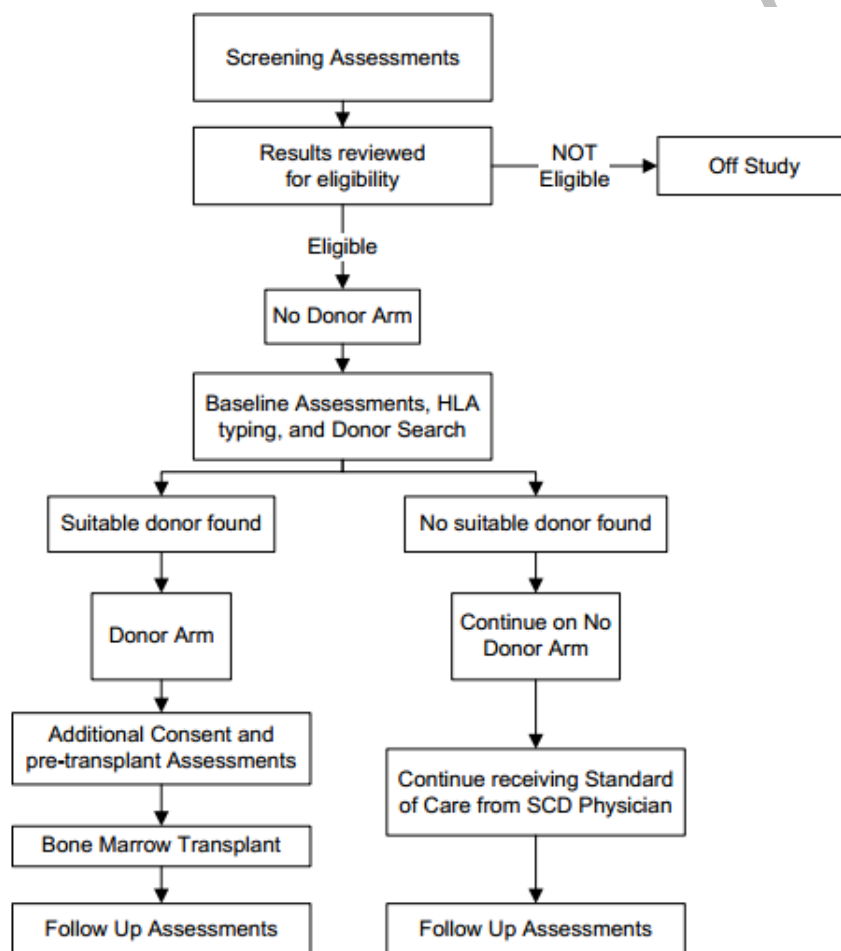 Screening Assessments
Results reviewed
for eligibility
NOT
Eligible
Off Study
Eligible
No Donor Arm
Baseline Assessments, HLA
typing, and Donor Search
Suitable donor found
No suitable donor found
Donor Arm
Continue on No
Donor Arm
Additional Consent and
pre-transplant Assessments
Continue receiving Standard
of Care from SCD Physician
Bone Marrow Transplant
Follow Up Assessments
Follow Up Assessments